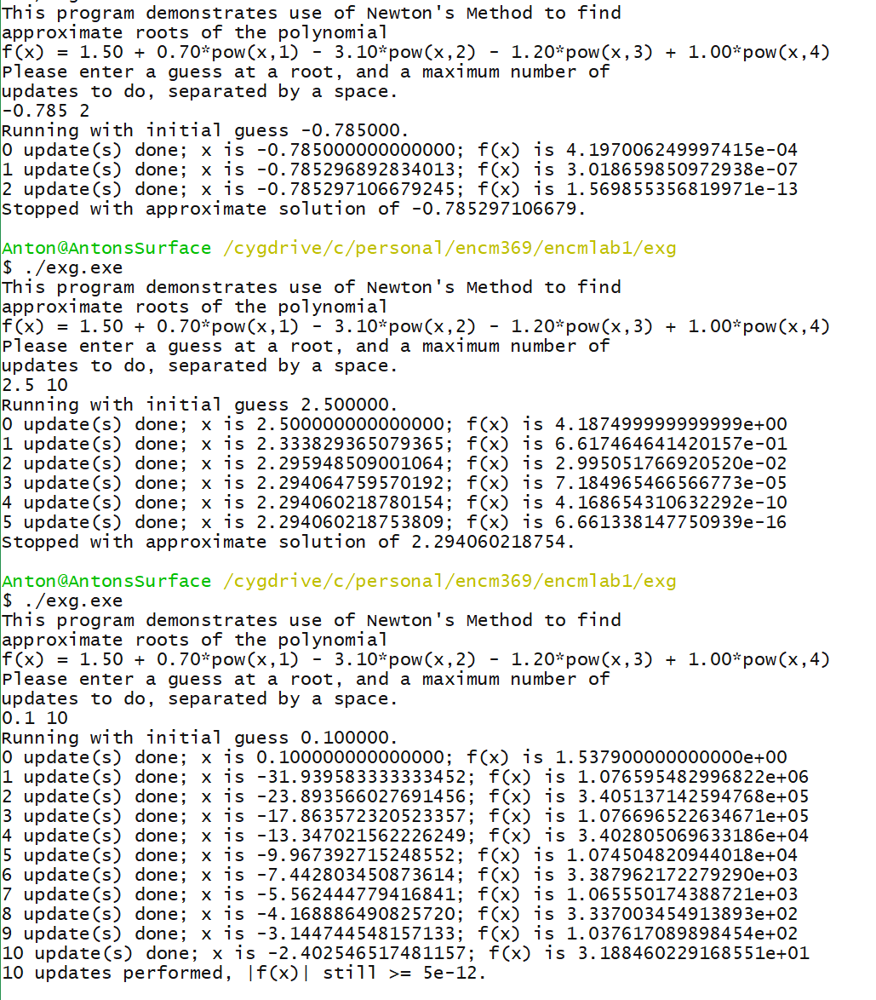 This program demonstrates use of Newton's Method to find
approximate roots of the polynomial
f(x) = 1.50 + 0.70*pow(x,1) - 3.10*pow(x,2) - 1.20*pow(x,3) + 1.00*pow(x,4)
Please enter a guess at a root, and a maximum number of
updates to do, separated by a space.
-0.785 2
Running with initial guess -0.785000.
0 update(s) done; x is -0.785000000000000; f(x) is 4.197006249997415e-04
1 update(s) done; x is -0.785296892834013; f(x) is 3.018659850972938e-07
2 update(s) done; x is -0.785297106679245; f(x) is 1.569855356819971e-13
Stopped with approximate solution of -0.785297106679.

Anton@AntonsSurface /cygdrive/c/personal/encm369/encmlab1/exg
$ ./exg.exe
This program demonstrates use of Newton's Method to find
approximate roots of the polynomial
f(x) = 1.50 + 0.70*pow(x,1) - 3.10*pow(x,2) - 1.20*pow(x,3) + 1.00*pow(x,4)
Please enter a guess at a root, and a maximum number of
updates to do, separated by a space.
2.5 10
Running with initial guess 2.500000.
0 update(s) done; x is 2.500000000000000; f(x) is 4.187499999999999e+00
1 update(s) done; x is 2.333829365079365; f(x) is 6.617464641420157e-01
2 update(s) done; x is 2.295948509001064; f(x) is 2.995051766920520e-02
3 update(s) done; x is 2.294064759570192; f(x) is 7.184965466566773e-05
4 update(s) done; x is 2.294060218780154; f(x) is 4.168654310632292e-10
5 update(s) done; x is 2.294060218753809; f(x) is 6.661338147750939e-16
Stopped with approximate solution of 2.294060218754.

Anton@AntonsSurface /cygdrive/c/personal/encm369/encmlab1/exg
$ ./exg.exe
This program demonstrates use of Newton's Method to find
approximate roots of the polynomial
f(x) = 1.50 + 0.70*pow(x,1) - 3.10*pow(x,2) - 1.20*pow(x,3) + 1.00*pow(x,4)
Please enter a guess at a root, and a maximum number of
updates to do, separated by a space.
0.1 10
Running with initial guess 0.100000.
0 update(s) done; x is 0.100000000000000; f(x) is 1.537900000000000e+00
1 update(s) done; x is -31.939583333333452; f(x) is 1.076595482996822e+06
2 update(s) done; x is -23.893566027691456; f(x) is 3.405137142594768e+05
3 update(s) done; x is -17.863572320523357; f(x) is 1.076696522634671e+05
4 update(s) done; x is -13.347021562226249; f(x) is 3.402805069633186e+04
5 update(s) done; x is -9.967392715248552; f(x) is 1.074504820944018e+04
6 update(s) done; x is -7.442803450873614; f(x) is 3.387962172279290e+03
7 update(s) done; x is -5.562444779416841; f(x) is 1.065550174388721e+03
8 update(s) done; x is -4.168886490825720; f(x) is 3.337003454913893e+02
9 update(s) done; x is -3.144744548157133; f(x) is 1.037617089898454e+02
10 update(s) done; x is -2.402546517481157; f(x) is 3.188460229168551e+01
10 updates performed, |f(x)| still >= 5e-12.